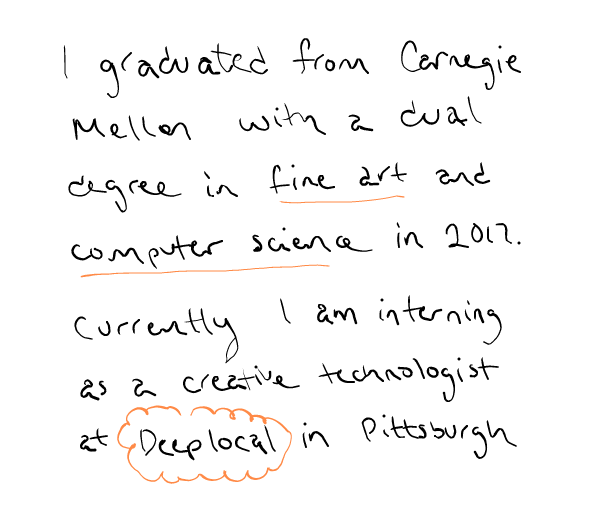 I graduated from Carnegie
Mellon with a dual
degree in fine art and
computer science in 2017.
Currently I am interning
as a creative technologist
at Deeplocal in Pittsburgh